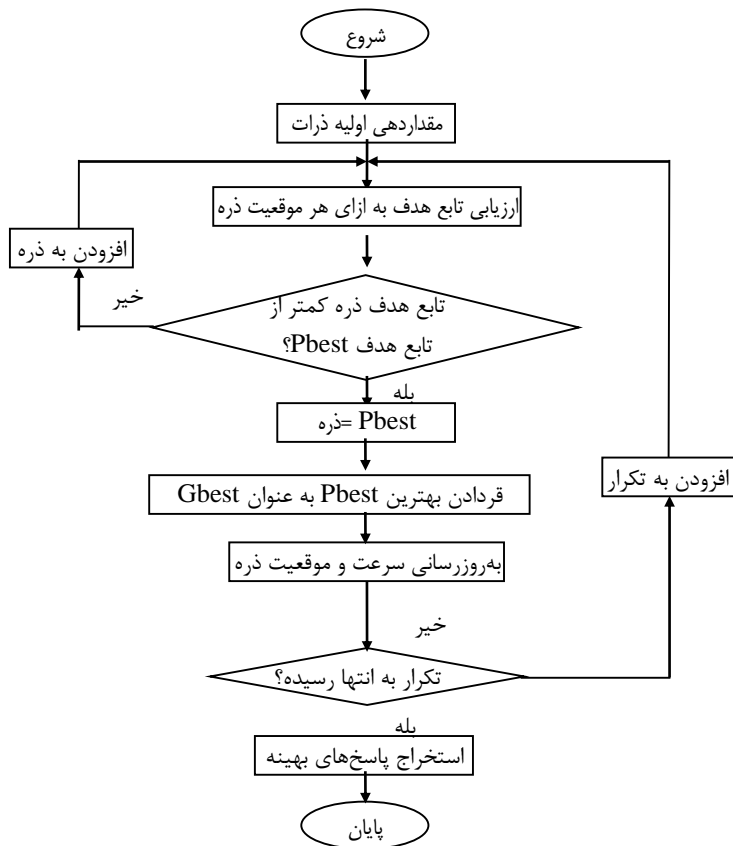 شروع
مقداردهی اولیه ذرات
ارزیابی تابع هدف به ازای هر موقعیت ذره
افزودن به ذره
خیر
تابع هدف ذره کمتر از
تابع هدف Pbest؟
بله
Pbest =ذره
قردادن بهترین Pbest به عنوان Gbest
افزودن به تکرار
به‌روزرسانی سرعت و موقعیت ذره
خیر
تکرار به انتها رسیده؟
بله
استخراج پاسخ‌های بهینه
پایان